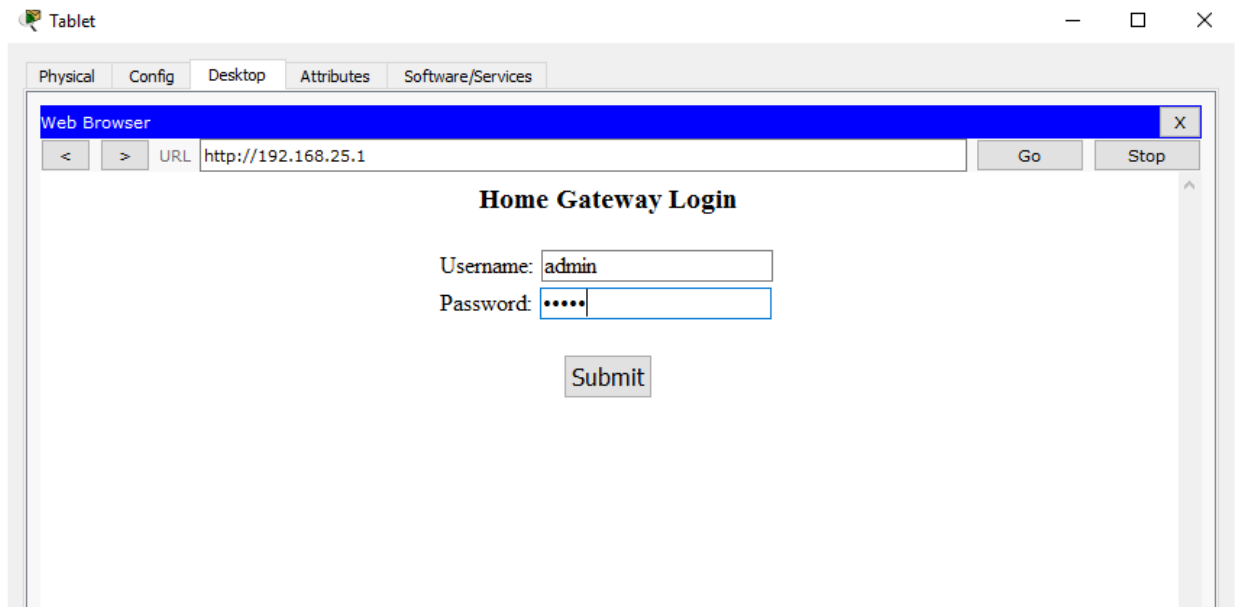 Tablet
Physical Config Desktop Attributes Software/Services
Web Browser X
< > URL http://192.168.25.1 Go Stop
Home Gateway Login
Username: admin
Password: •••••
Submit